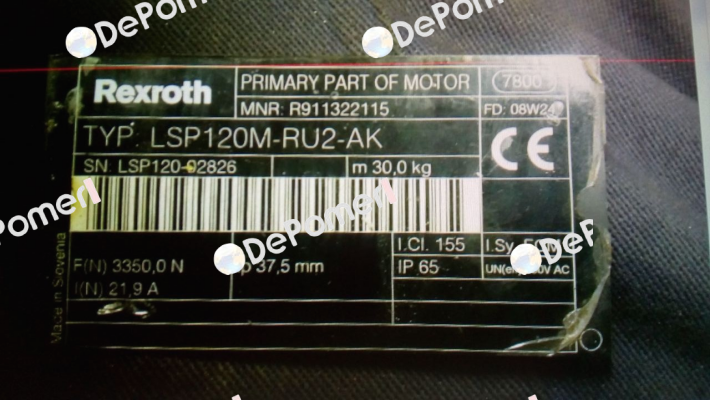 DePomeri
DePomeri
Rexroth
PRIMARY PART OF MOTOR
7800
MNR: R911322115
FD: 08W24
TYP LSP120M-RU2-AK
CE
SN: LSP120-02826
m 30,0 kg
DePomeri
DePomeri
DePomeri
I.Cl. 155
I.Sy.
F(N) 3350,0 N
p 37,5 mm
IP 65
V AC
I(N) 21,9 A
Made in Slovenia